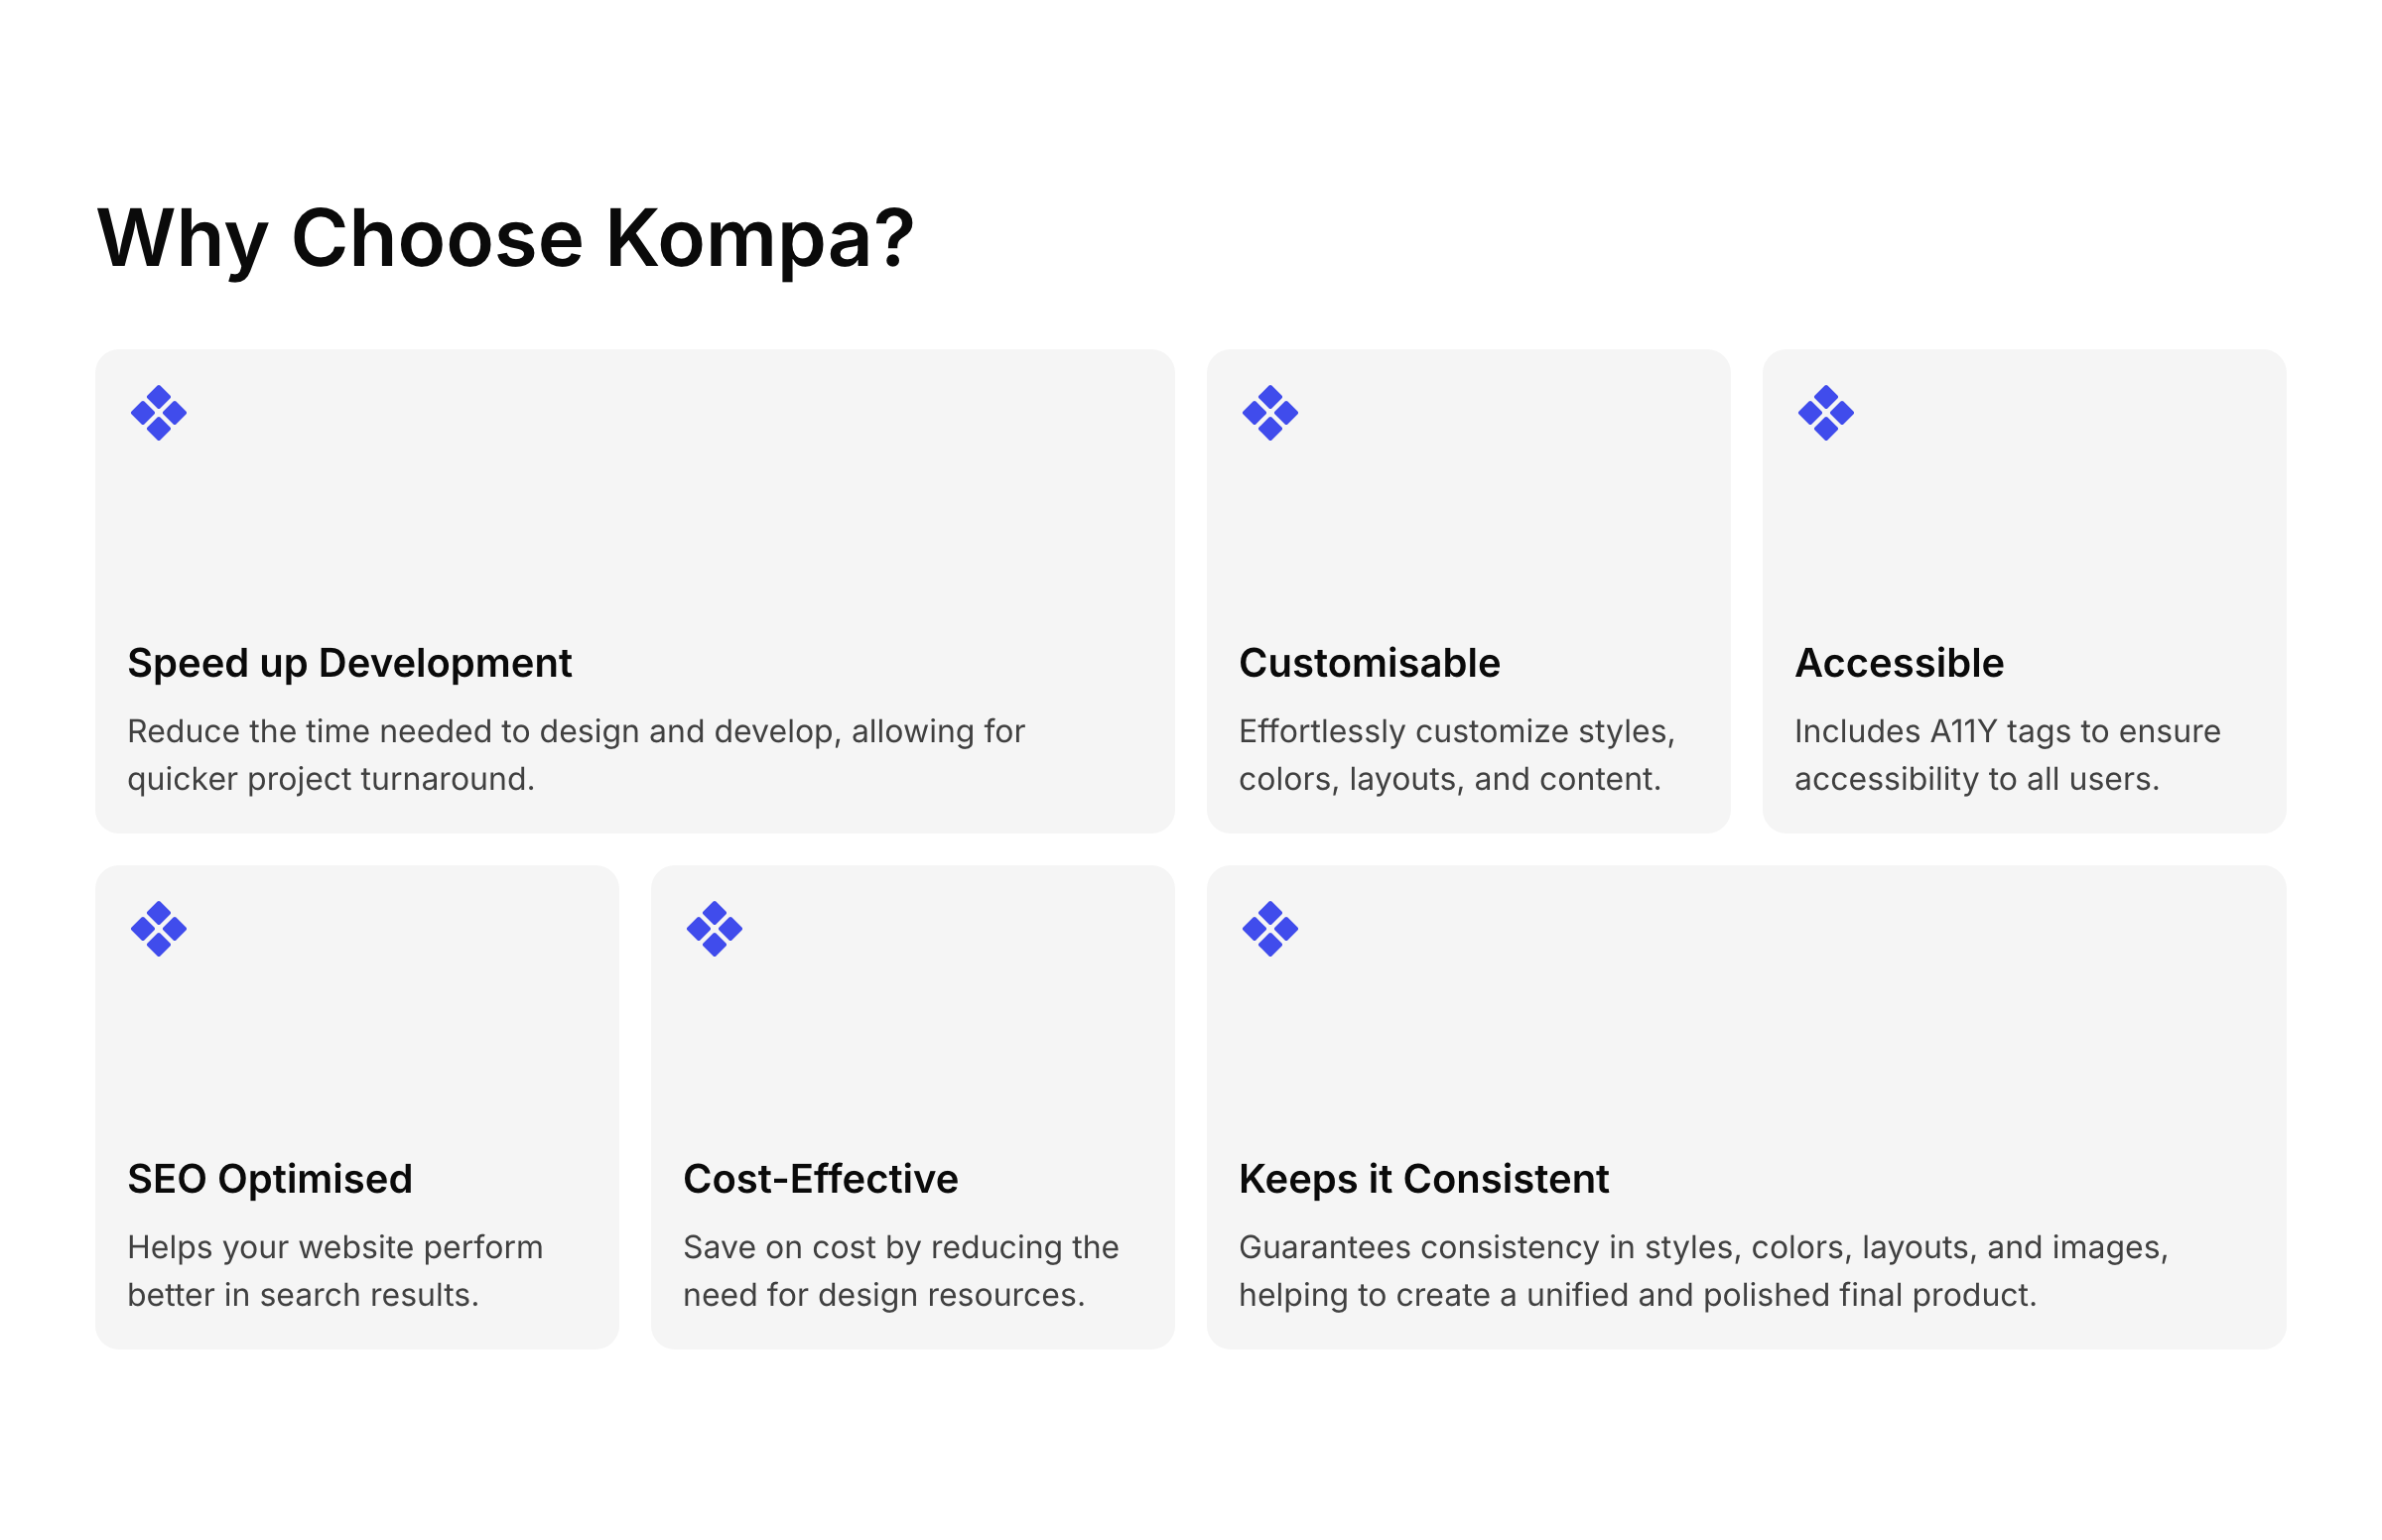 Why Choose Kompa?
Speed up Development
Reduce the time needed to design and develop, allowing for
quicker project turnaround.
Customisable
Effortlessly customize styles,
colors, layouts, and content.
Accessible
Includes A11Y tags to ensure
accessibility to all users.
SEO Optimised
Helps your website perform
better in search results.
Cost-Effective
Save on cost by reducing the
need for design resources.
Keeps it Consistent
Guarantees consistency in styles, colors, layouts, and images,
helping to create a unified and polished final product.